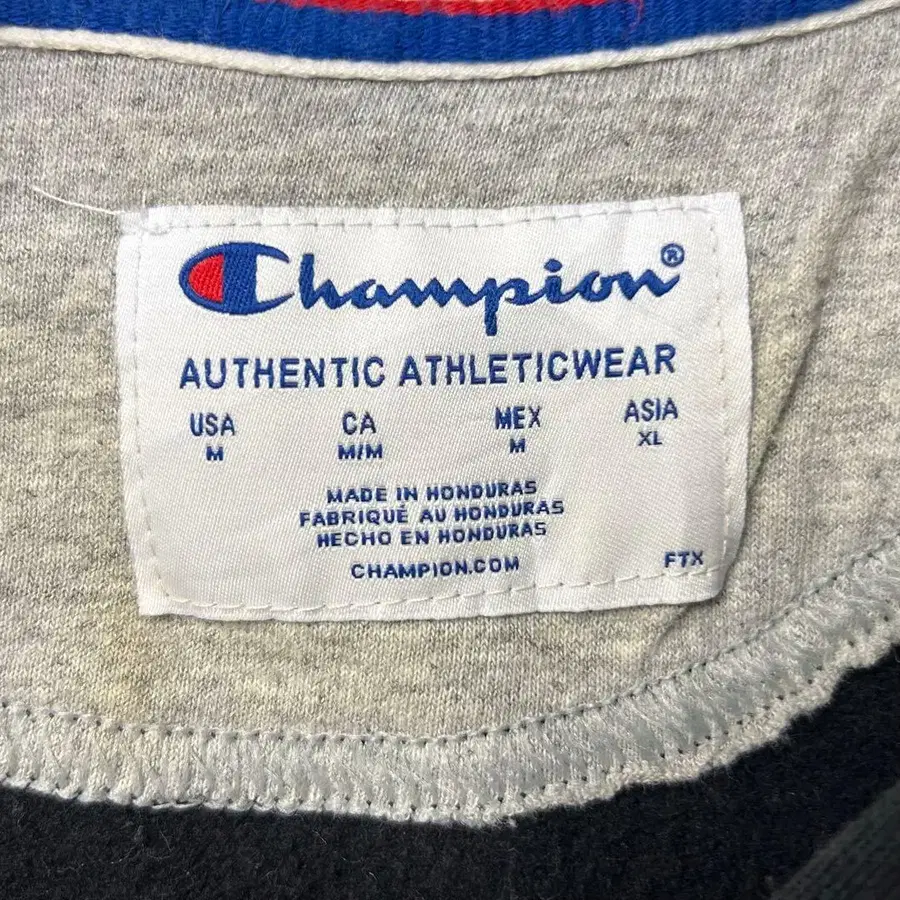 Champion®
AUTHENTIC ATHLETICWEAR
USA CA MEX ASIA
M M/M M XL
MADE IN HONDURAS
FABRIQUÉ AU HONDURAS
HECHO EN HONDURAS
CHAMPION.COM
FTX